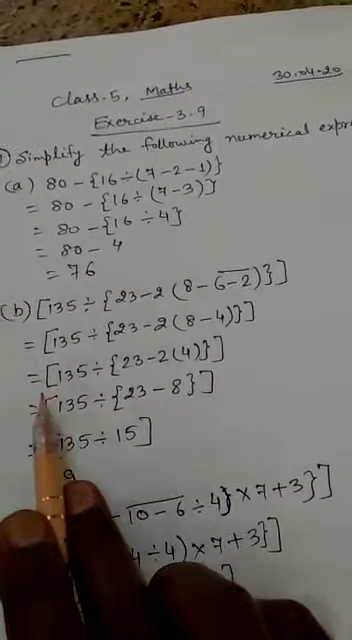 30.04.20
Class-5, Maths
Exercise-3.9
Simplify the following numerical expre
(a) 80 - {16÷(7-2-1)}
= 80 - {16÷(7-3)}
= 80 - {16÷4}
= 80 - 4
= 76
(b) [135 ÷ {23-2(8-6̅-̅2̅)}]
= [135 ÷ {23-2(8-4)}]
= [135 ÷ {23-2(4)}]
= [135 ÷ {23-8}]
= 135 ÷ 15]
9
- 1̅0̅-̅6̅ ÷ 4} × 7+3}]
4÷4) × 7+3}]
]